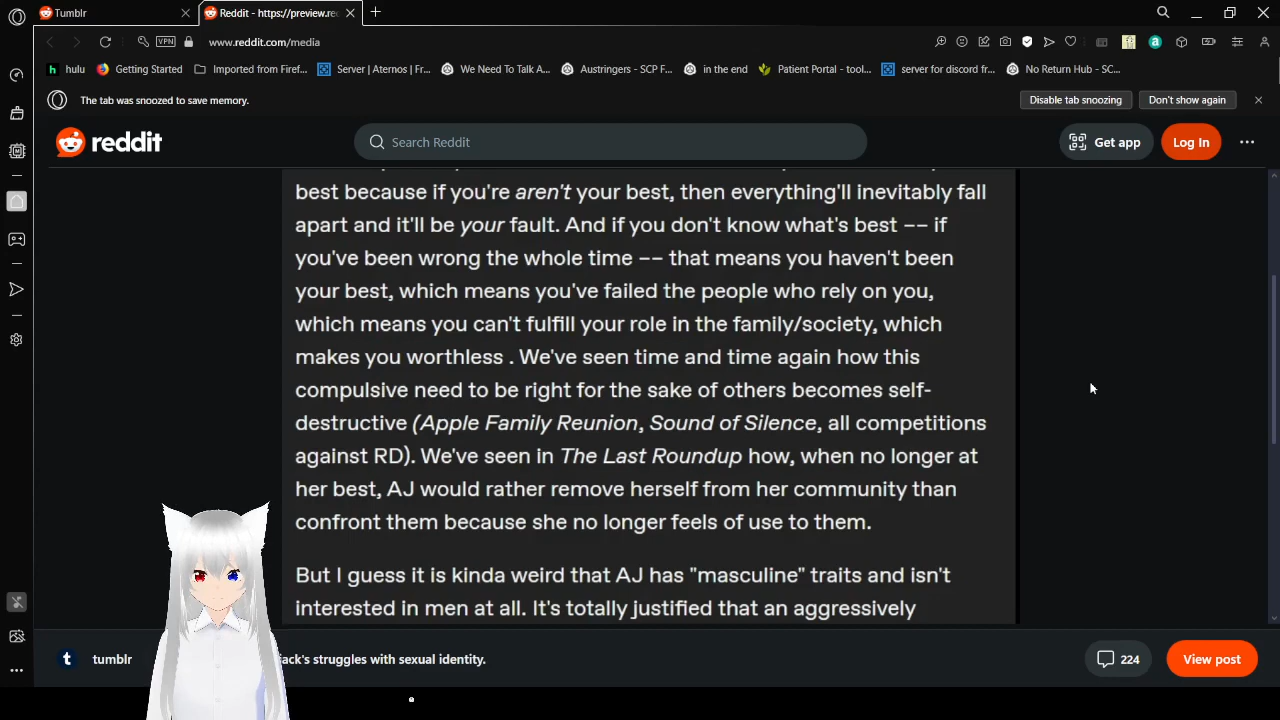 Tumblr
Reddit - https://preview.rec
VPN
www.reddit.com/media
hulu
Getting Started
Imported from Firef...
Server | Aternos | Fr...
We Need To Talk A...
Austringers - SCP F...
in the end
Patient Portal - tool...
server for discord fr...
No Return Hub - SC...
The tab was snoozed to save memory.
Disable tab snoozing
Don't show again
reddit
Search Reddit
Get app
Log In
best because if you're aren't your best, then everything'll inevitably fall
apart and it'll be your fault. And if you don't know what's best -- if
you've been wrong the whole time -- that means you haven't been
your best, which means you've failed the people who rely on you,
which means you can't fulfill your role in the family/society, which
makes you worthless . We've seen time and time again how this
compulsive need to be right for the sake of others becomes self-
destructive (Apple Family Reunion, Sound of Silence, all competitions
against RD). We've seen in The Last Roundup how, when no longer at
her best, AJ would rather remove herself from her community than
confront them because she no longer feels of use to them.
But I guess it is kinda weird that AJ has "masculine" traits and isn't
interested in men at all. It's totally justified that an aggressively
t
tumblr
jack's struggles with sexual identity.
224
View post